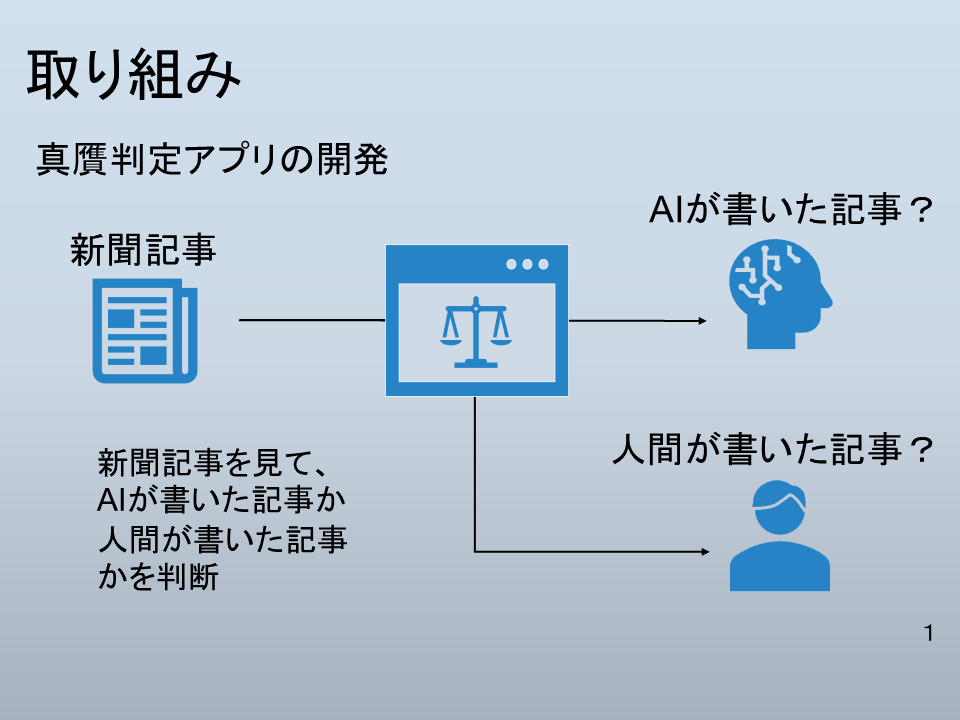 取り組み
真贋判定アプリの開発
新聞記事
AIが書いた記事？
人間が書いた記事？
新聞記事を見て、
AIが書いた記事か
人間が書いた記事
かを判断
1